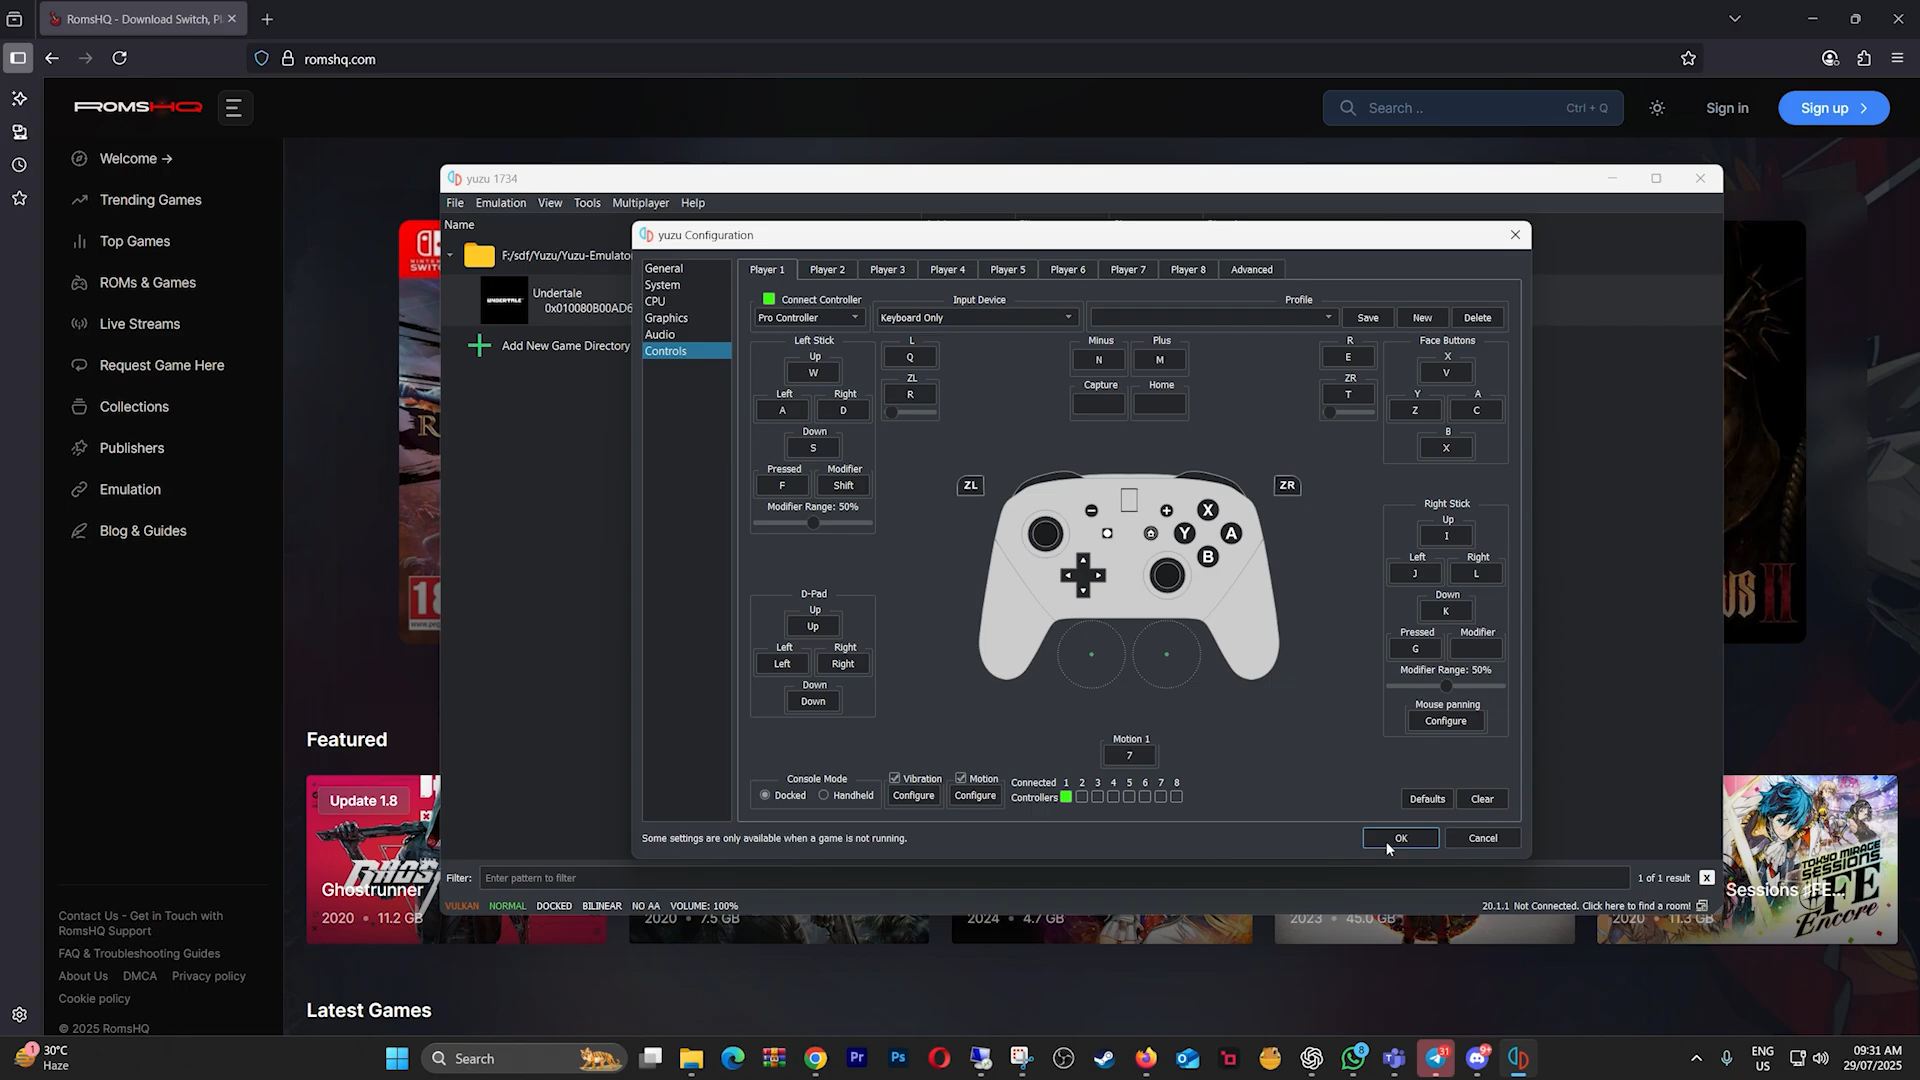 RomsHQ - Download Switch, Pl
romshq.com
ROMSHQ
Search ..
Ctrl + Q
Sign in
Sign up
Welcome →
Trending Games
Top Games
ROMs & Games
Live Streams
Request Game Here
Collections
Publishers
Emulation
Blog & Guides
Contact Us - Get in Touch with
RomsHQ Support
FAQ & Troubleshooting Guides
About Us DMCA Privacy policy
Cookie policy
© 2025 RomsHQ
yuzu 1734
File Emulation View Tools Multiplayer Help
Name
F:/sdf/Yuzu/Yuzu-Emulato
UNDERTALE
Undertale
0x010080B00AD6
Add New Game Directory
yuzu Configuration
General
System
CPU
Graphics
Audio
Controls
Player 1 Player 2 Player 3 Player 4 Player 5 Player 6 Player 7 Player 8 Advanced
Connect Controller Input Device Profile
Pro Controller Keyboard Only Save New Delete
Left Stick
Up
W
Left Right
A D
Down
S
Pressed Modifier
F Shift
Modifier Range: 50%
L
Q
ZL
R
Minus Plus
N M
Capture Home
R
E
ZR
T
Face Buttons
X
V
Y A
Z C
B
X
ZL ZR
X
Y A
B
D-Pad
Up
Up
Left Right
Left Right
Down
Down
Right Stick
Up
I
Left Right
J L
Down
K
Pressed Modifier
G
Modifier Range: 50%
Mouse panning
Configure
Motion 1
7
Console Mode
Docked Handheld
Vibration Motion
Configure Configure
Connected 1 2 3 4 5 6 7 8
Controllers
Defaults Clear
Some settings are only available when a game is not running.
OK Cancel
Filter: Enter pattern to filter
1 of 1 result X
VULKAN NORMAL DOCKED BILINEAR NO AA VOLUME: 100%
20.1.1 Not Connected. Click here to find a room!
Featured
Update 1.8
Ghostrunner
2020 • 11.2 GB
2020 • 7.5 GB
2024 • 4.7 GB
2023 • 45.0 GB
TOKYO MIRAGE
SESSIONS #FE
Encore
Sessions #FE...
2020 • 11.3 GB
Latest Games
30°C
Haze
Search
ENG
US
09:31 AM
29/07/2025